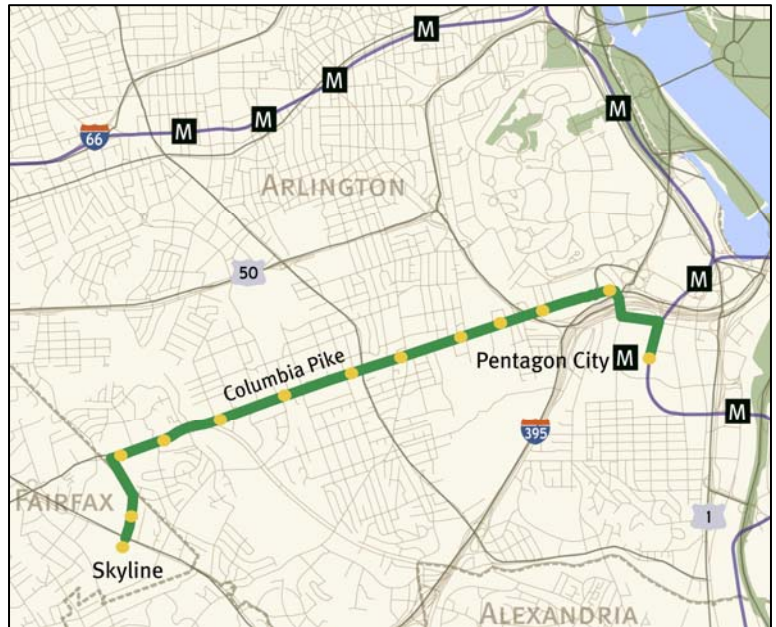 M
M
M
M
66
M
ARLINGTON
50
M
Columbia Pike
Pentagon City M
M
395
FAIRFAX
1
Skyline
ALEXANDRIA